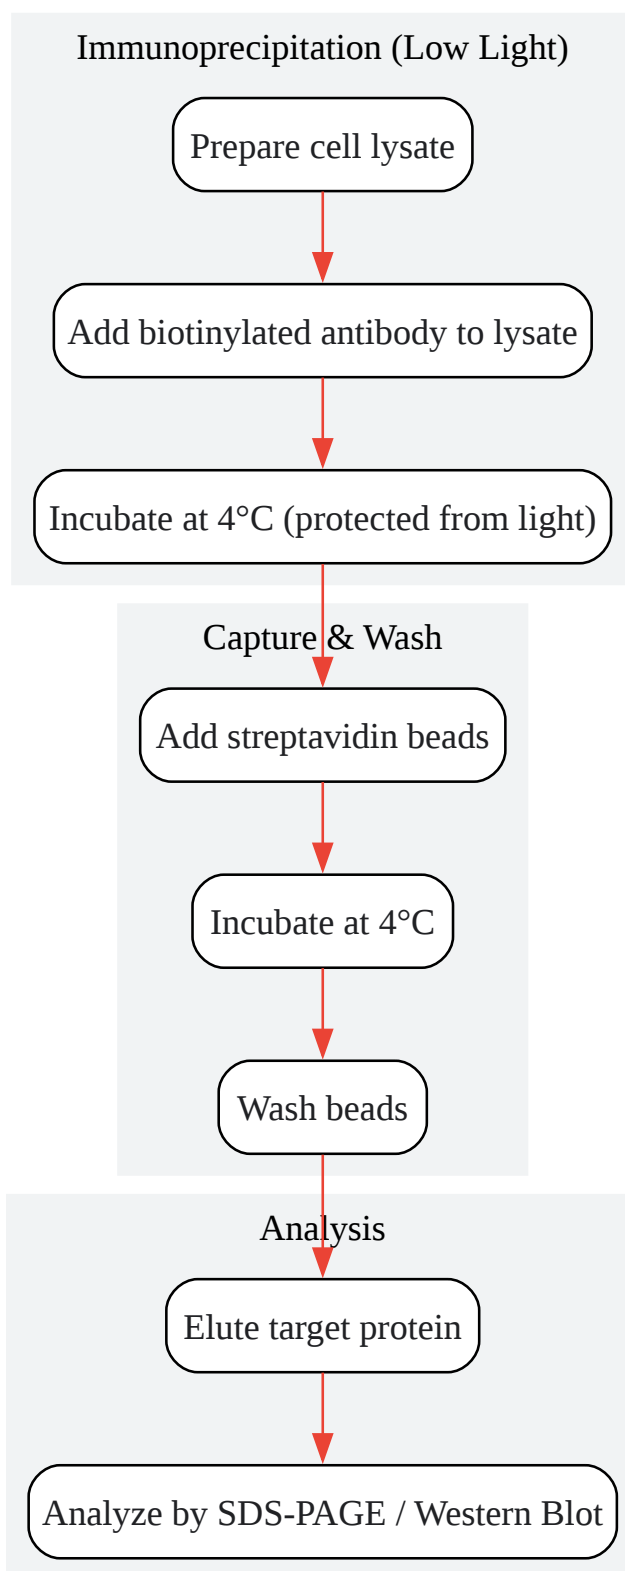 Immunoprecipitation (Low Light)
Prepare cell lysate
Add biotinylated antibody to lysate
Incubate at 4°C (protected from light)
Capture & Wash
Add streptavidin beads
Incubate at 4°C
Wash beads
Analysis
Elute target protein
Analyze by SDS-PAGE / Western Blot